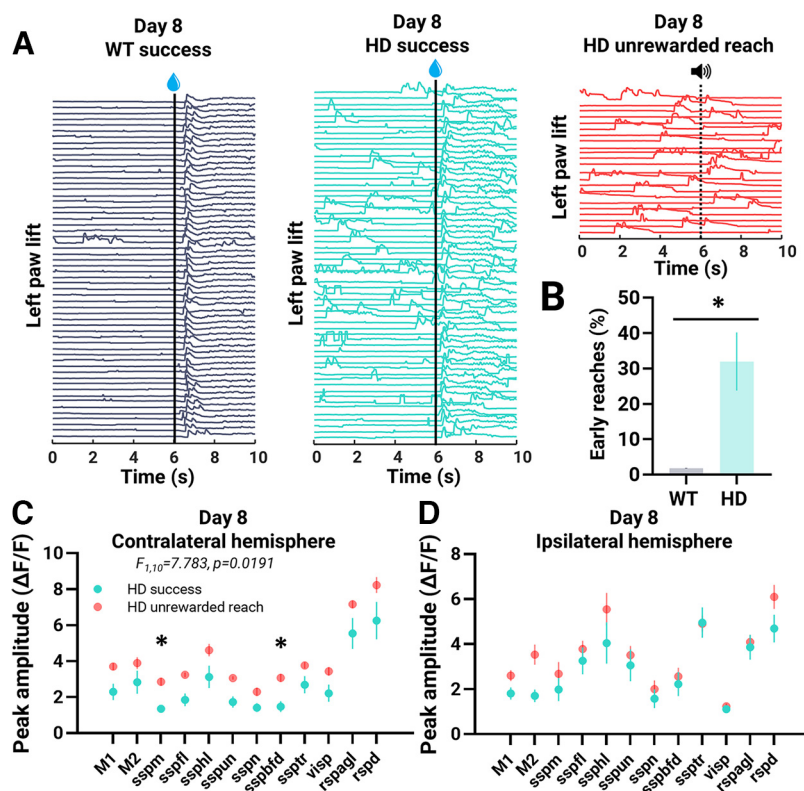 A
Day 8
WT success
Day 8
HD success
Day 8
HD unrewarded reach
Left paw lift
Left paw lift
Left paw lift
0 2 4 6 8 10
Time (s)
0 2 4 6 8 10
Time (s)
0 2 4 6 8 10
Time (s)
B
Early reaches (%)
50
40
30
20
10
0
*
WT HD
C
Day 8
Contralateral hemisphere
F1,10=7.783, p=0.0191
HD success
HD unrewarded reach
Peak amplitude (ΔF/F)
10
8
6
4
2
0
* *
M1 M2 sspm sspfl ssphl sspun sspn sspbfd ssptr visp rspagl rspd
D
Day 8
Ipsilateral hemisphere
Peak amplitude (ΔF/F)
8
6
4
2
0
M1 M2 sspm sspfl ssphl sspun sspn sspbfd ssptr visp rspagl rspd